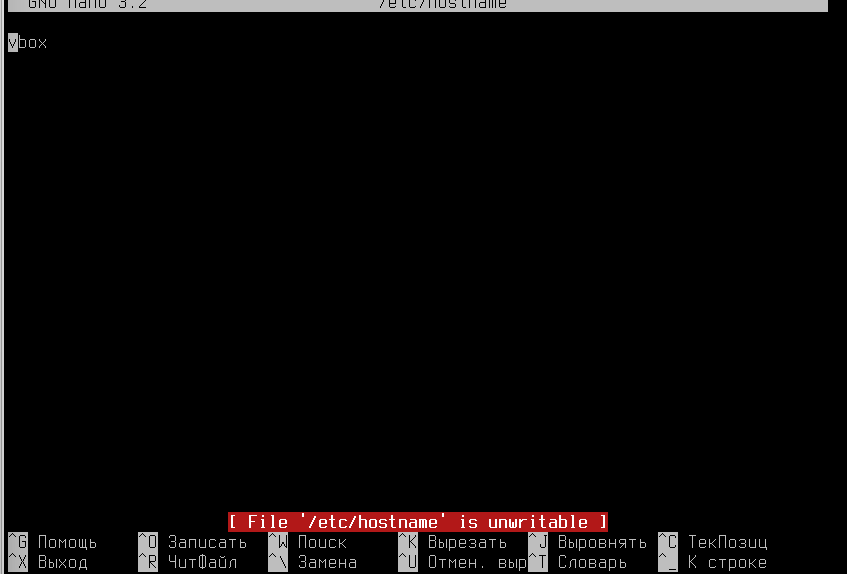 GNU nano 3.2 /etc/hostname
vbox
[ File '/etc/hostname' is unwritable ]
^G Помощь ^O Записать ^W Поиск ^K Вырезать ^J Выровнять ^C ТекПозиц
^X Выход ^R ЧитФайл ^\ Замена ^U Отмен. выр ^T Словарь ^_ К строке